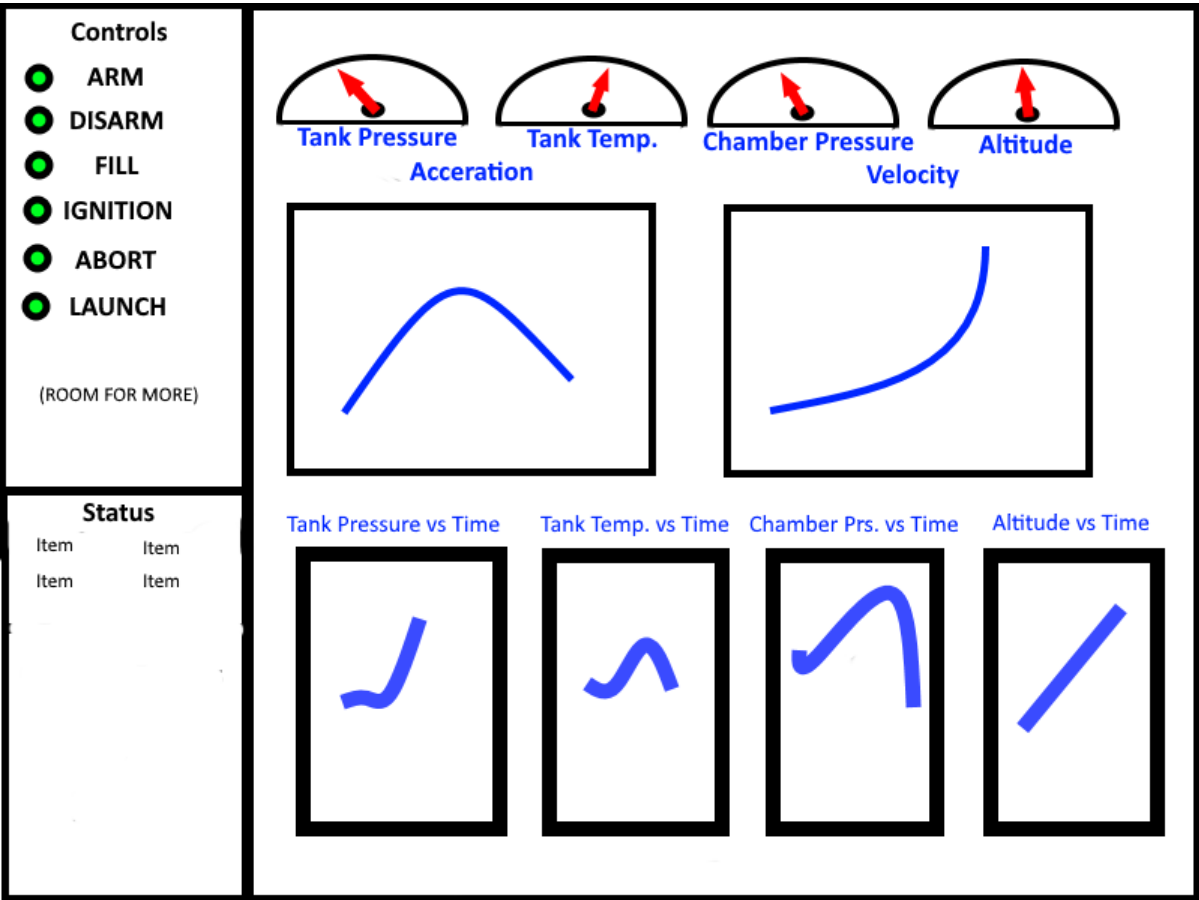 Controls
ARM
DISARM
FILL
IGNITION
ABORT
LAUNCH
(ROOM FOR MORE)
Status
Item Item
Item Item
Tank Pressure Tank Temp. Chamber Pressure Altitude
Acceration Velocity
Tank Pressure vs Time Tank Temp. vs Time Chamber Prs. vs Time Altitude vs Time